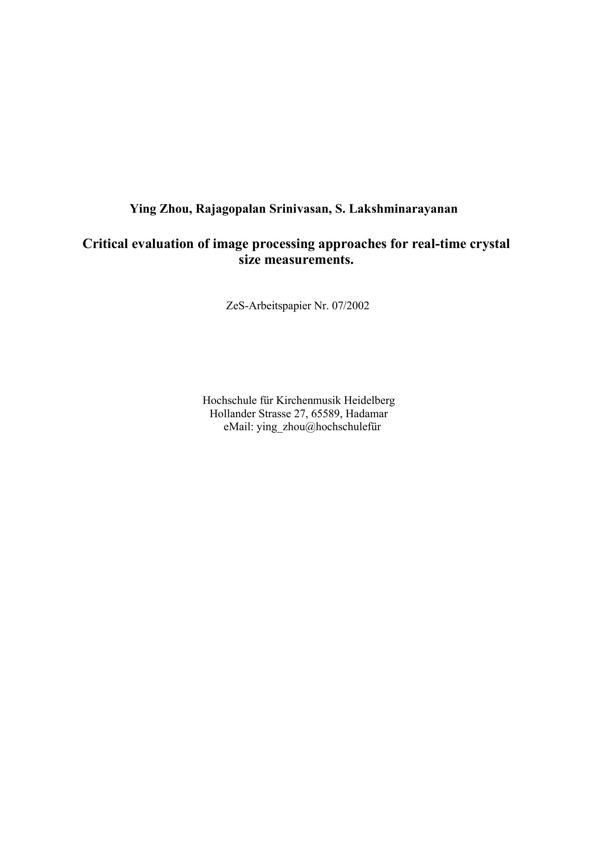 Ying Zhou, Rajagopalan Srinivasan, S. Lakshminarayanan
Critical evaluation of image processing approaches for real-time crystal
size measurements.
ZeS-Arbeitspapier Nr. 07/2002
Hochschule für Kirchenmusik Heidelberg
Hollander Strasse 27, 65589, Hadamar
eMail: ying_zhou@hochschulefür